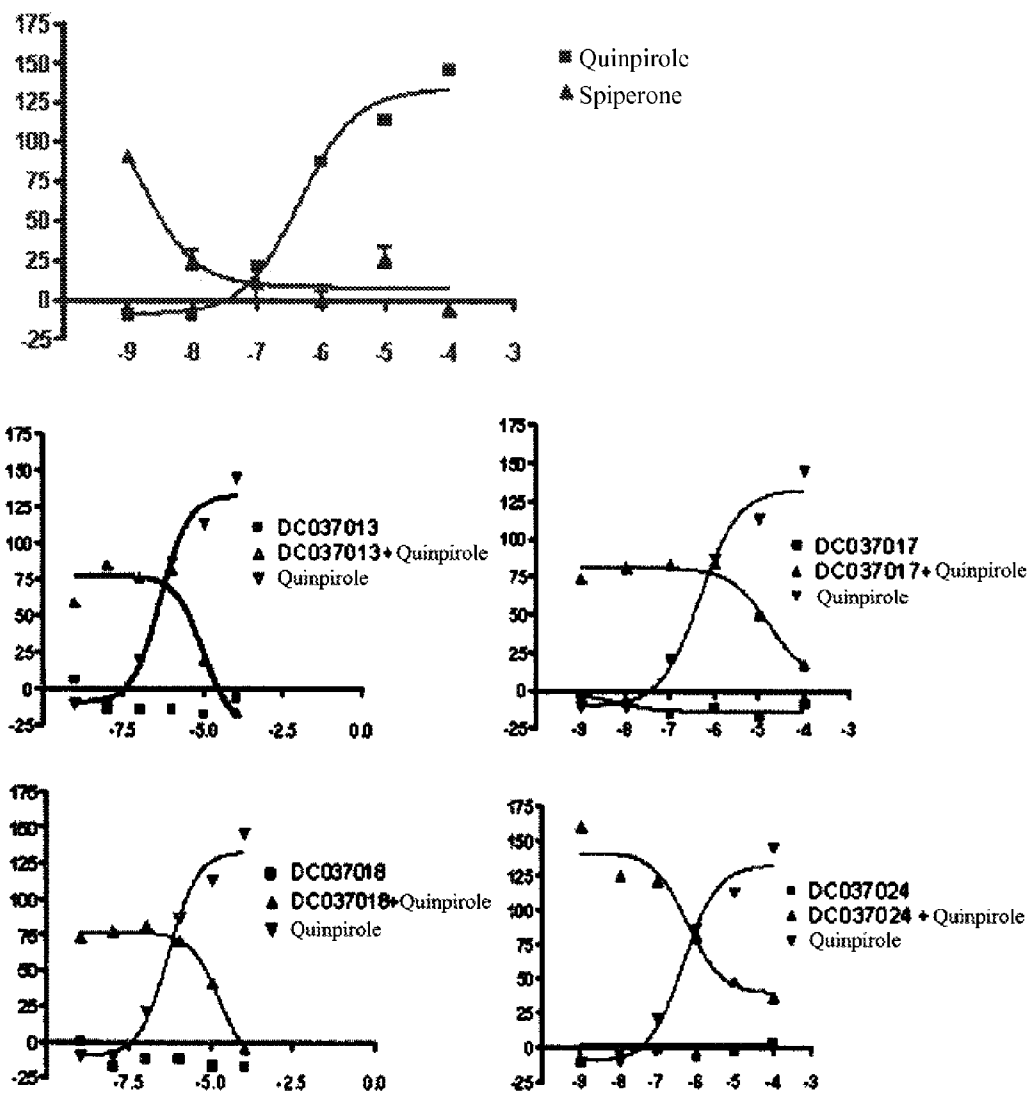 175
150
125
100
75
50
25
0
-25
-9 -8 -7 -6 -5 -4 -3
Quinpirole
Spiperone
175
150
125
100
75
50
25
0
-25
-7.5 -5.0 -2.5 0.0
DC037013
DC037013+Quinpirole
Quinpirole
175
150
125
100
75
50
25
0
-25
-9 -8 -7 -6 -5 -4 -3
DC037017
DC037017+Quinpirole
Quinpirole
175
150
125
100
75
50
25
0
-25
-7.5 -5.0 -2.5 0.0
DC037018
DC037018+Quinpirole
Quinpirole
175
150
125
100
75
50
25
0
-25
-9 -8 -7 -6 -5 -4 -3
DC037024
DC037024 + Quinpirole
Quinpirole